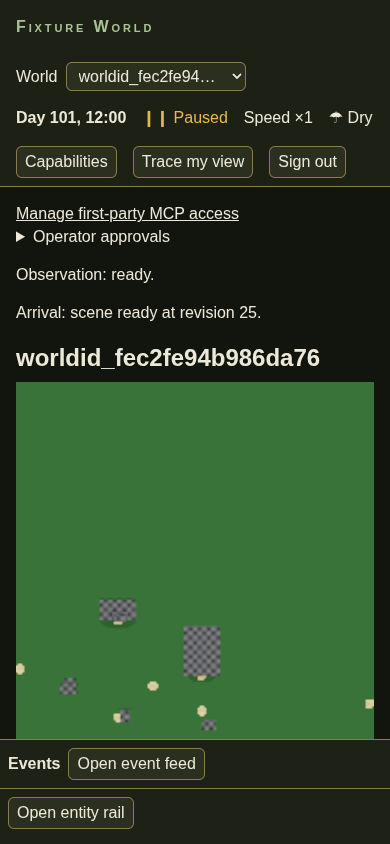 Fixture World
World worldid_fec2fe94…
Day 101, 12:00 ❙❙ Paused Speed ×1 ☂ Dry
Capabilities Trace my view Sign out
Manage first-party MCP access
▶ Operator approvals
Observation: ready.
Arrival: scene ready at revision 25.
worldid_fec2fe94b986da76
Events Open event feed
Open entity rail